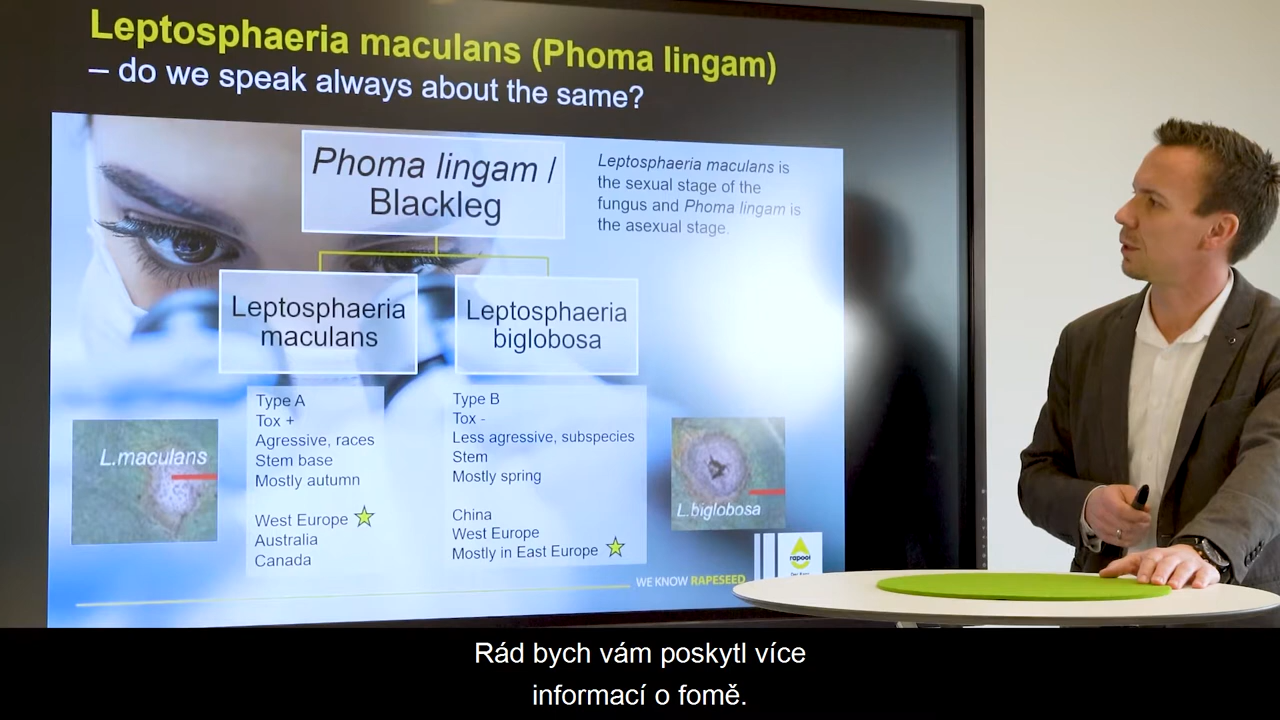 Leptosphaeria maculans (Phoma lingam)
– do we speak always about the same?
Phoma lingam /
Blackleg
Leptosphaeria maculans is
the sexual stage of the
fungus and Phoma lingam is
the asexual stage.
Leptosphaeria
maculans
Leptosphaeria
biglobosa
Type A
Tox +
Agressive, races
Stem base
Mostly autumn
West Europe
Australia
Canada
Type B
Tox -
Less agressive, subspecies
Stem
Mostly spring
China
West Europe
Mostly in East Europe
L.maculans
L.biglobosa
WE KNOW RAPESEED
rapool
Rád bych vám poskytl více
informací o fomě.